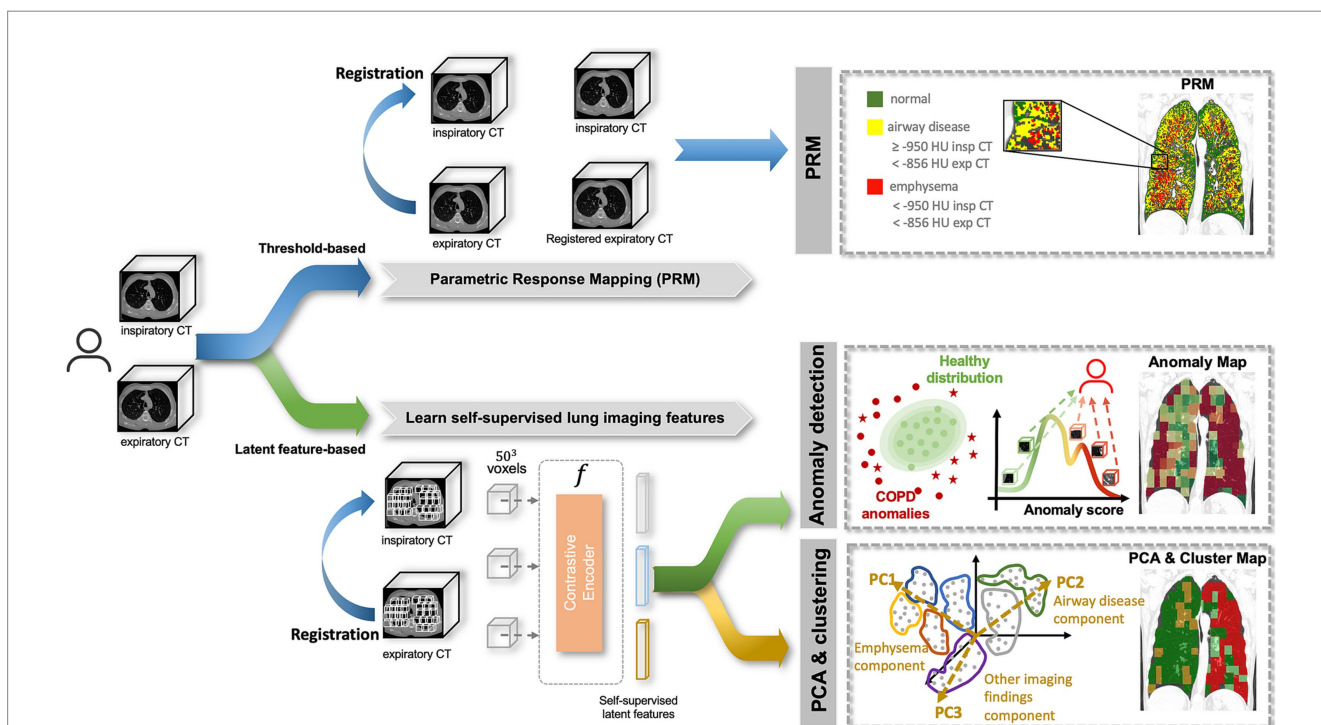 Registration
inspiratory CT
inspiratory CT
expiratory CT
Registered expiratory CT
PRM
normal
airway disease
≥ -950 HU insp CT
< -856 HU exp CT
emphysema
< -950 HU insp CT
< -856 HU exp CT
PRM
Threshold-based
Parametric Response Mapping (PRM)
inspiratory CT
expiratory CT
Latent feature-based
Learn self-supervised lung imaging features
50³
voxels
f
Contrastive
Encoder
inspiratory CT
Registration
expiratory CT
Self-supervised
latent features
Anomaly detection
Healthy
distribution
COPD
anomalies
Anomaly score
Anomaly Map
PCA & clustering
PC1
PC2
Airway disease
component
Emphysema
component
Other imaging
findings
component
PC3
PCA & Cluster Map